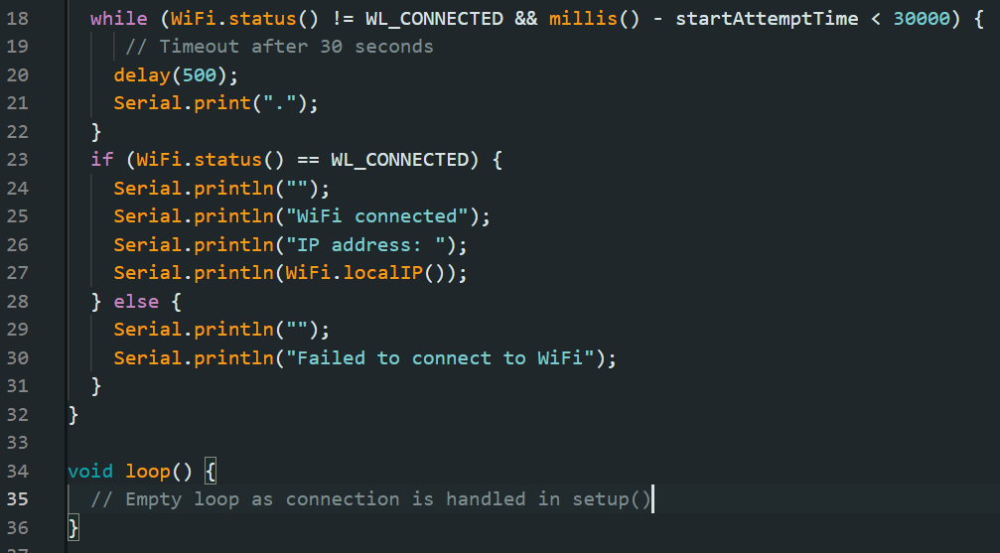 18 while (WiFi.status() != WL_CONNECTED && millis() - startAttemptTime < 30000) {
19 // Timeout after 30 seconds
20 delay(500);
21 Serial.print(".");
22 }
23 if (WiFi.status() == WL_CONNECTED) {
24 Serial.println("");
25 Serial.println("WiFi connected");
26 Serial.println("IP address: ");
27 Serial.println(WiFi.localIP());
28 } else {
29 Serial.println("");
30 Serial.println("Failed to connect to WiFi");
31 }
32 }
33
34 void loop() {
35 // Empty loop as connection is handled in setup()
36 }